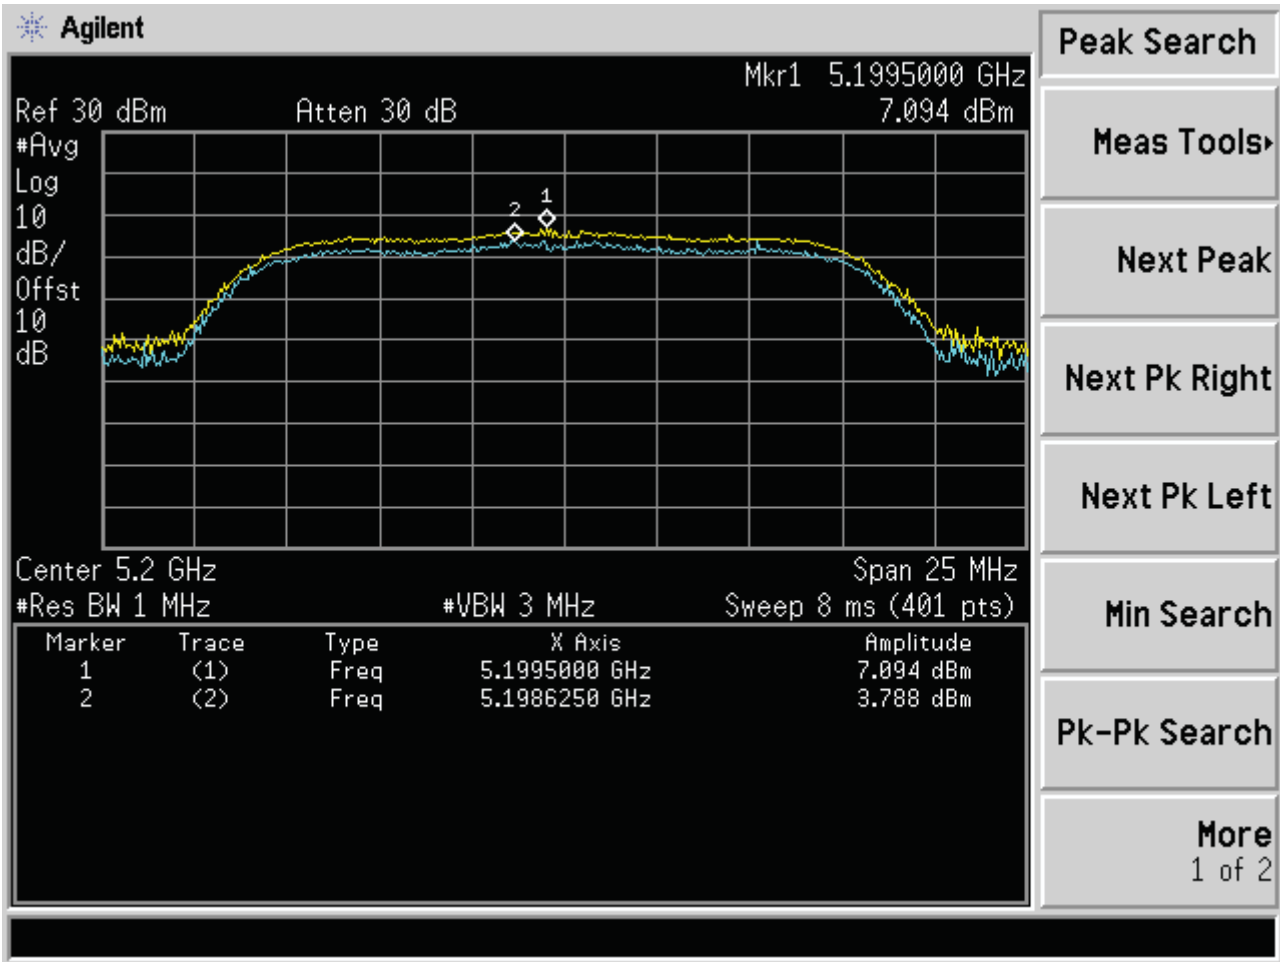 Agilent
Peak Search
Mkr1 5.1995000 GHz
Ref 30 dBm Atten 30 dB 7.094 dBm
#Avg
Log
10
dB/
Offst
10
dB
1
2
Center 5.2 GHz Span 25 MHz
#Res BW 1 MHz #VBW 3 MHz Sweep 8 ms (401 pts)
Marker Trace Type X Axis Amplitude
1 (1) Freq 5.1995000 GHz 7.094 dBm
2 (2) Freq 5.1986250 GHz 3.788 dBm
Meas Tools
Next Peak
Next Pk Right
Next Pk Left
Min Search
Pk-Pk Search
More
1 of 2